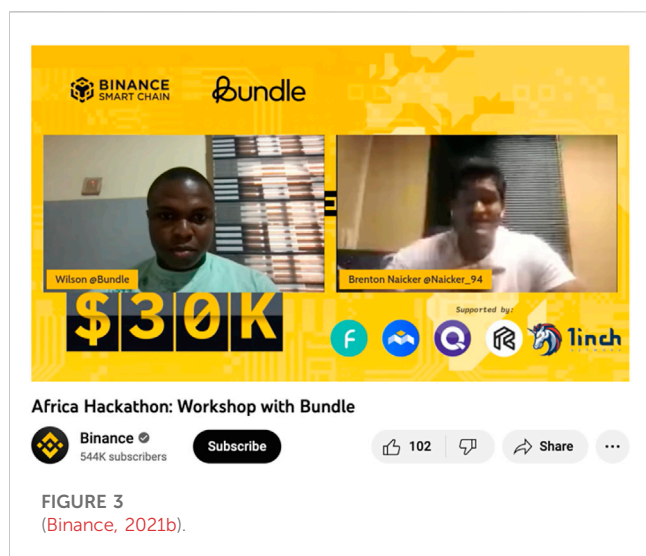 BINANCE
SMART CHAIN
Bundle
Wilson @Bundle
Brenton Naicker @Naicker_94
$30K
Supported by:
1inch
NETWORK
Africa Hackathon: Workshop with Bundle
Binance
544K subscribers
Subscribe
102
Share
FIGURE 3
(Binance, 2021b).